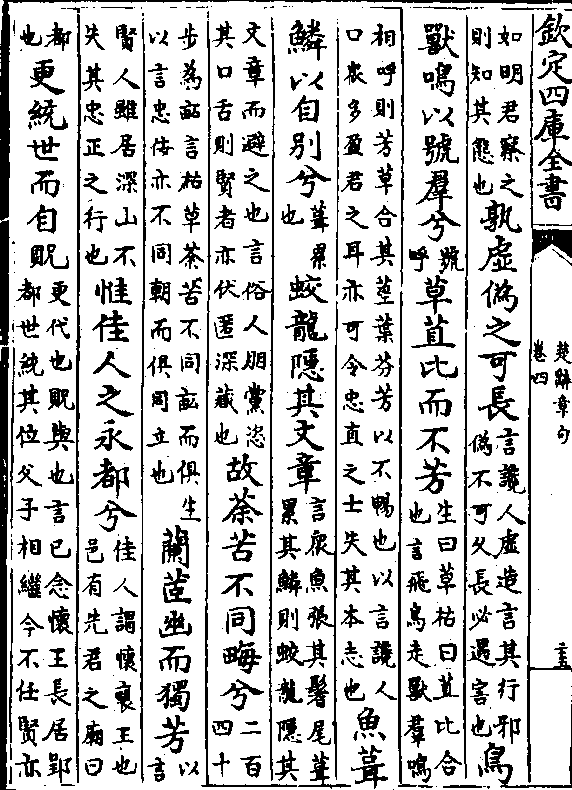 欽定四庫全書
楚辭章句
卷四
如明君察之則知其態也孰虛偽之可長言讒人虛造言其行邪偽不可久長必遇害也鳥
獸鳴以號羣兮號呼草苴比而不芳生曰草枯曰苴比合也言飛鳥走獸羣鳴
相呼則芳草合其莖葉芬芳以不暢也以言讒人口衆多盈君之耳亦可令忠直之士失其本志也魚葺
鱗以自別兮葺累也蛟龍隱其文章言衆魚張其鬐尾葺累其鱗則蛟龍隱其
文章而避之也言俗人朋黨恣其口舌則賢者亦伏匿深藏也故荼苦不同畮兮二百四十
步為畮言枯草荼苦不同畮而俱生以言忠佞亦不同朝而俱同立也蘭茝幽而獨芳以言
賢人雖居深山不失其忠正之行也惟佳人之永都兮佳人謂懷襄王也邑有先君之廟曰
都也更統世而自貺更代也貺與也言己念懷王長居郢都世統其位父子相繼今不任賢亦